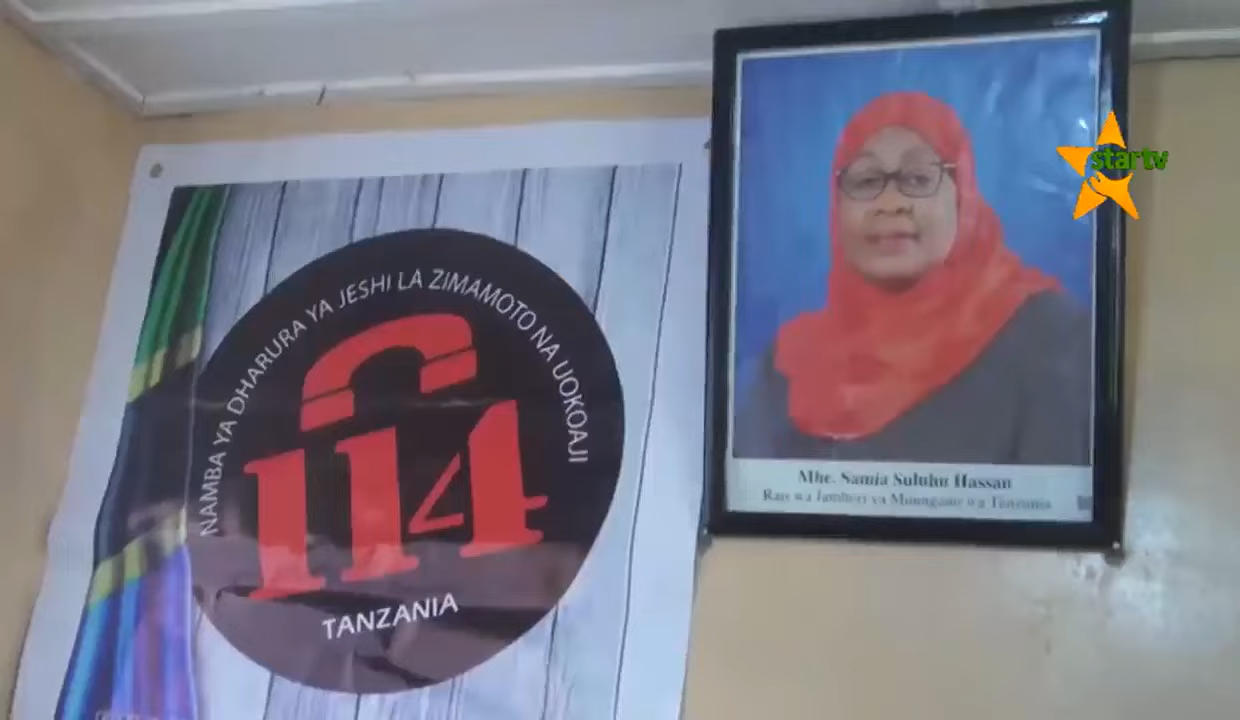 NAMBA YA DHARURA YA JESHI LA ZIMAMOTO NA UOKOAJI
114
TANZANIA
Mhe. Samia Suluhu Hassan
Rais wa Jamhuri ya Muungano wa Tanzania
startv